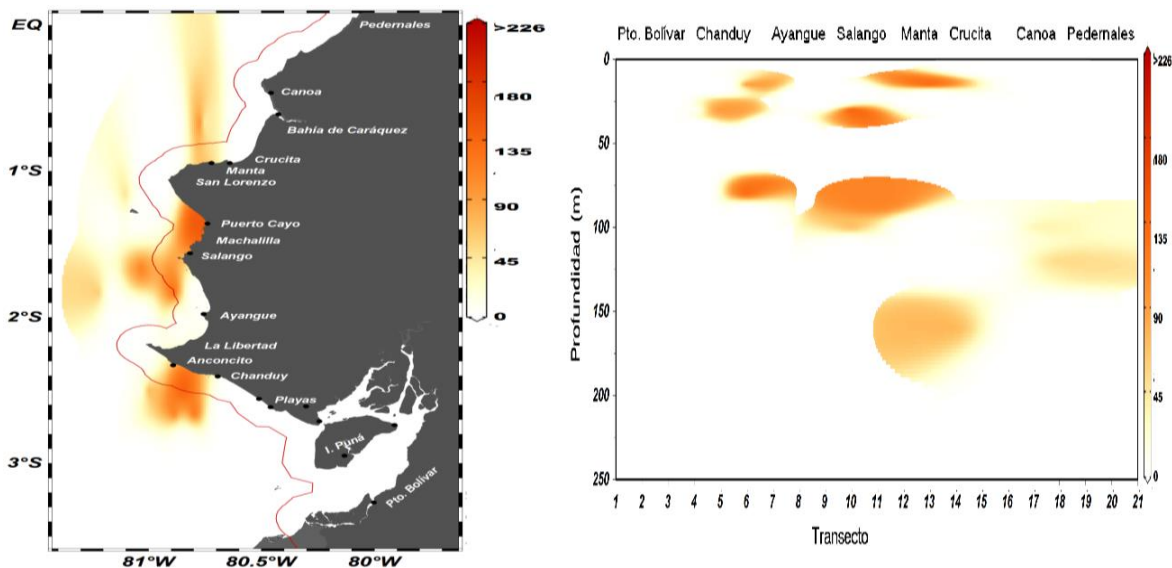 EQ
1°S
2°S
3°S
81°W
80.5°W
80°W
Pedernales
Canoa
Bahía de Caráquez
Crucita
Manta
San Lorenzo
Puerto Cayo
Machalilla
Salango
Ayangue
La Libertad
Anconcito
Chanduy
Playas
I. Puná
Pto. Bolívar
>226
180
135
90
45
0
Pto. Bolívar Chanduy Ayangue Salango Manta Crucita Canoa Pedernales
Profundidad (m)
0
50
100
150
200
250
1 2 3 4 5 6 7 8 9 10 11 12 13 14 15 16 17 18 19 20 21
Transecto
>226
180
135
90
45
0